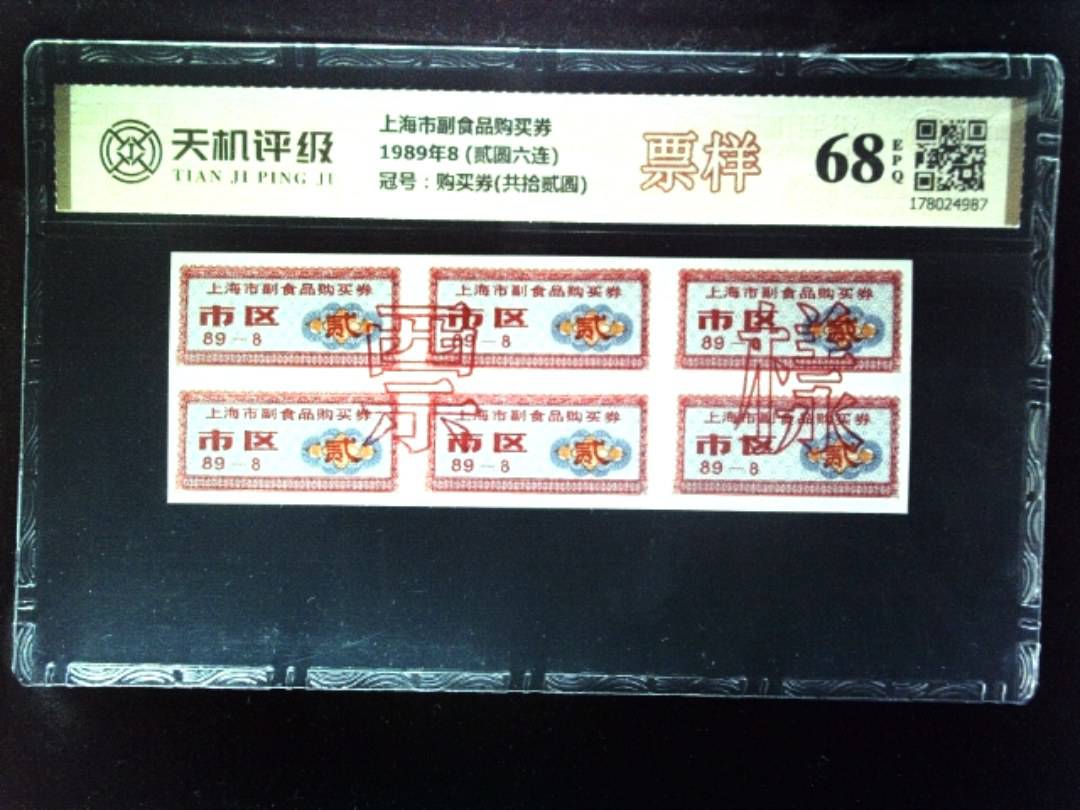 天机评级
TIAN JI PING JI
上海市副食品购买券
1989年8 (贰圆六连)
冠号：购买券(共拾贰圆)
票样
68
EPQ
178024987
上海市副食品购买券
市区
贰
89－8
上海市副食品购买券
市区
贰
89－8
上海市副食品购买券
市区
贰
89－8
上海市副食品购买券
市区
贰
89－8
上海市副食品购买券
市区
贰
89－8
上海市副食品购买券
市区
贰
89－8
票样